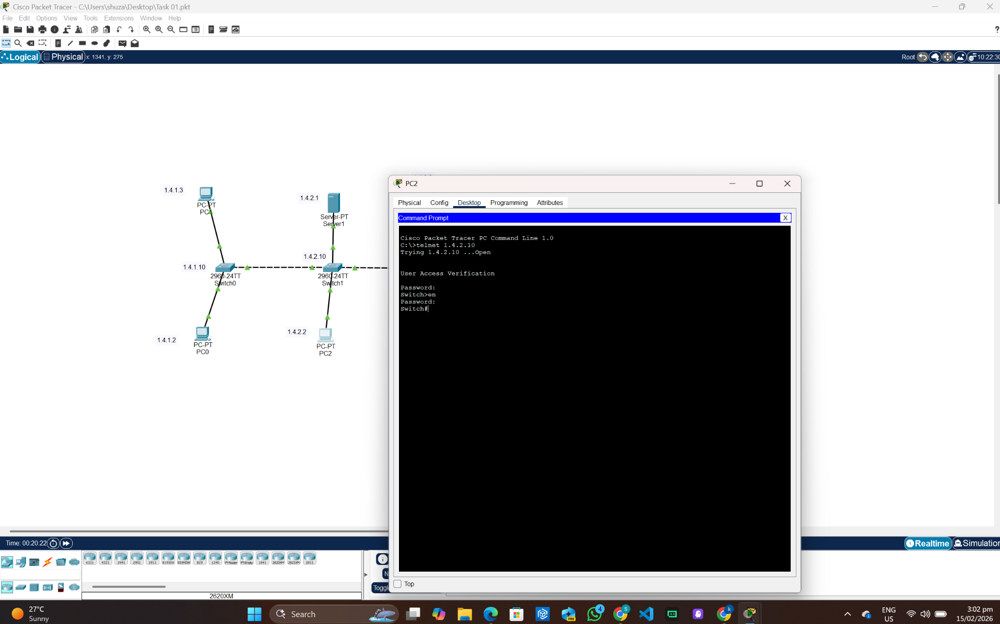 Cisco Packet Tracer - C:\Users\shuza\Desktop\Task 01.pkt
File Edit Options View Tools Extensions Window Help
Logical Physical x: 1341, y: 275 Root 10:22:30
1.4.1.3
PC-PT
1.4.2.1
Server-PT
Server1
1.4.1.10
2960-24TT
Switch0
1.4.2.10
2960-24TT
Switch1
1.4.1.2
PC-PT
PC0
1.4.2.2
PC-PT
PC2
PC2
Physical Config Desktop Programming Attributes
Command Prompt X
Cisco Packet Tracer PC Command Line 1.0
C:\>telnet 1.4.2.10
Trying 1.4.2.10 ...Open
User Access Verification
Password:
Switch>en
Password:
Switch#
Top
Time: 00:20:22
Realtime Simulation
4331 4321 1941 2901 2911 819IOX 819HGW 829 1240 PT-Router PT-Empty 1841 2620XM 2621XM 2811
2620XM
N
Toggl
27°C
Sunny
Search
PRE
4
S
k
ENG
US
3:02 pm
15/02/2026